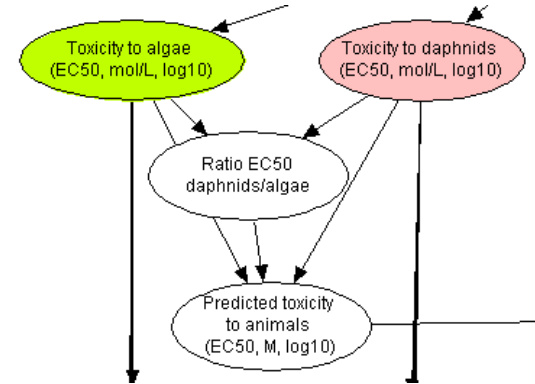 Toxicity to algae
(EC50, mol/L, log10)
Toxicity to daphnids
(EC50, mol/L, log10)
Ratio EC50
daphnids/algae
Predicted toxicity
to animals
(EC50, M, log10)